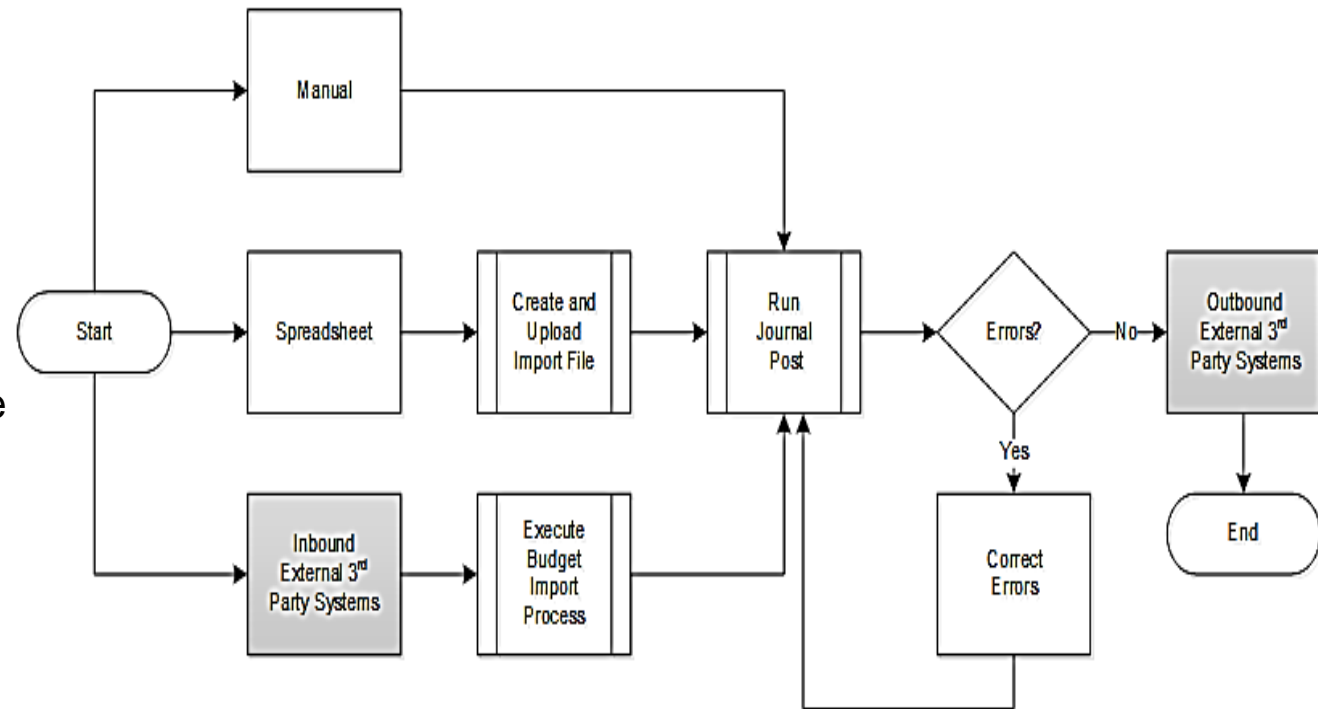 Manual
Start
Spreadsheet
Create and
Upload
Import File
Run
Journal
Post
Errors?
No
Outbound
External 3rd
Party Systems
e
Yes
Inbound
External 3rd
Party Systems
Execute
Budget
Import
Process
Correct
Errors
End